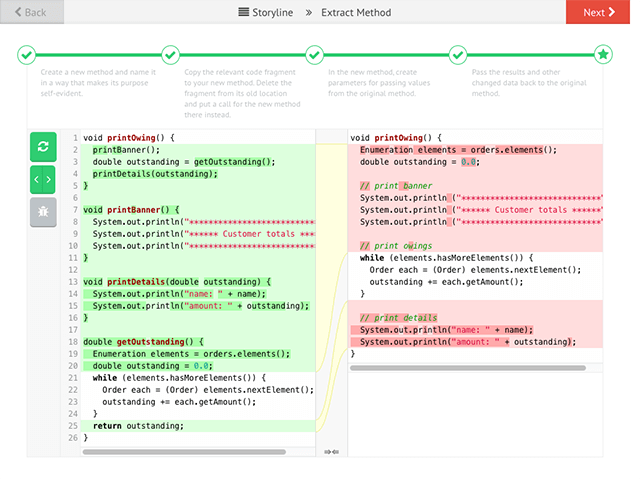 Back
Storyline » Extract Method
Next
Create a new method and name it
in a way that makes its purpose
self-evident.
Copy the relevant code fragment
to your new method. Delete the
fragment from its old location
and put a call for the new method
there instead.
In the new method, create
parameters for passing values
from the original method.
Pass the results and other
changed data back to the original
method.
1 void printOwing() {
2 printBanner();
3 double outstanding = getOutstanding();
4 printDetails(outstanding);
5 }
6
7 void printBanner() {
8 System.out.println("**************************
9 System.out.println("****** Customer totals ***
10 System.out.println("**************************
11 }
12
13 void printDetails(double outstanding) {
14 System.out.println("name: " + name);
15 System.out.println("amount: " + outstanding);
16 }
17
18 double getOutstanding() {
19 Enumeration elements = orders.elements();
20 double outstanding = 0.0;
21 while (elements.hasMoreElements()) {
22 Order each = (Order) elements.nextElement();
23 outstanding += each.getAmount();
24 }
25 return outstanding;
26 }
void printOwing() {
Enumeration elements = orders.elements();
double outstanding = 0.0;
// print banner
System.out.println ("**************************"
System.out.println ("****** Customer totals ******"
System.out.println ("**************************"
// print owings
while (elements.hasMoreElements()) {
Order each = (Order) elements.nextElement();
outstanding += each.getAmount();
}
// print details
System.out.println("name: " + name);
System.out.println("amount: " + outstanding);
}